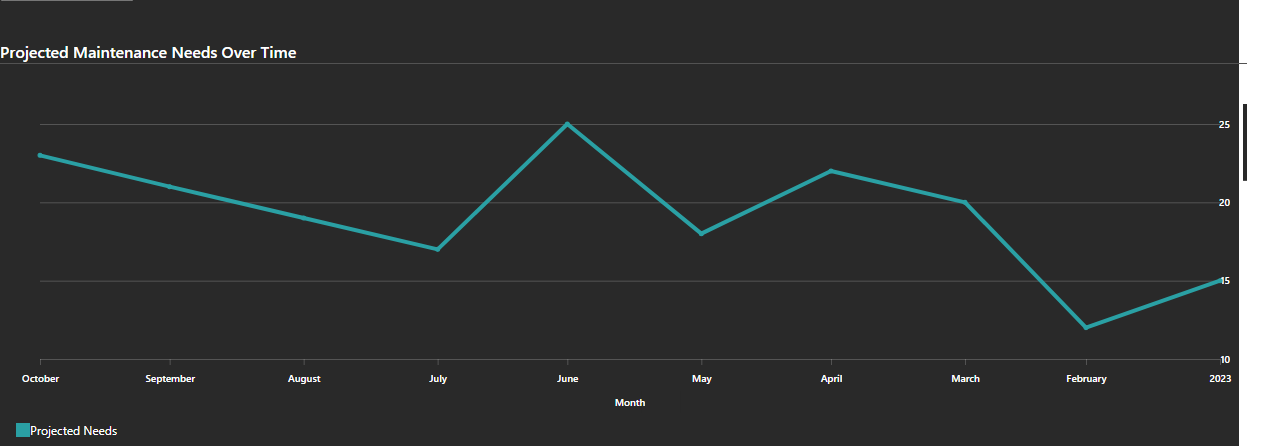 Projected Maintenance Needs Over Time
25
20
15
10
October September August July June May April March February 2023
Month
Projected Needs